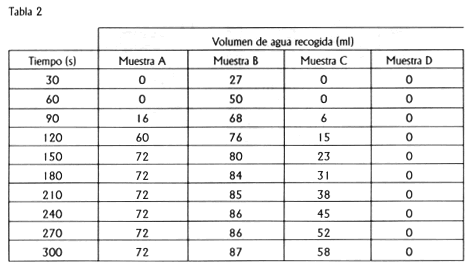 Tabla 2
Volumen de agua recogida (ml)
Tiempo (s) Muestra A Muestra B Muestra C Muestra D
30 0 27 0 0
60 0 50 0 0
90 16 68 6 0
120 60 76 15 0
150 72 80 23 0
180 72 84 31 0
210 72 85 38 0
240 72 86 45 0
270 72 86 52 0
300 72 87 58 0